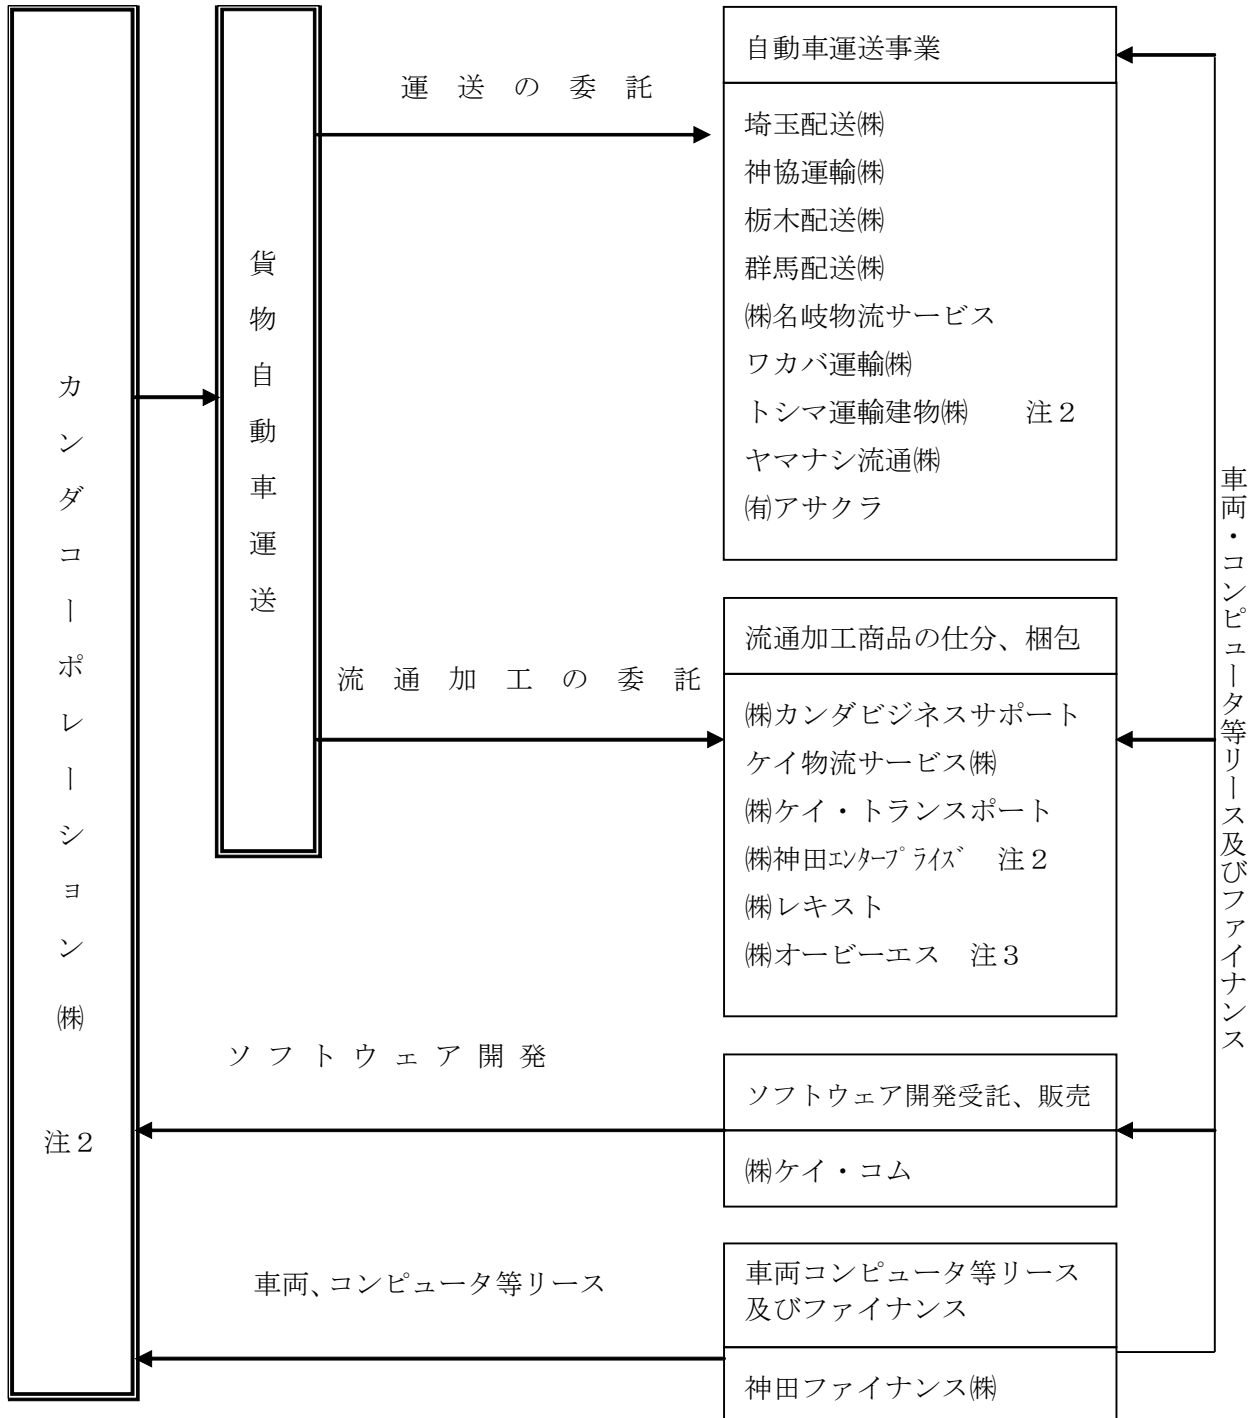 カンダコーポレーション㈱ 注2
貨物自動車運送
運送の委託
自動車運送事業
埼玉配送㈱
神協運輸㈱
栃木配送㈱
群馬配送㈱
㈱名岐物流サービス
ワカバ運輸㈱
トシマ運輸建物㈱ 注2
ヤマナシ流通㈱
㈲アサクラ
流通加工の委託
流通加工商品の仕分、梱包
㈱カンダビジネスサポート
ケイ物流サービス㈱
㈱ケイ・トランスポート
㈱神田ｴﾝﾀｰﾌﾟﾗｲｽﾞ 注2
㈱レキスト
㈱オービーエス 注3
ソフトウェア開発
ソフトウェア開発受託、販売
㈱ケイ・コム
車両、コンピュータ等リース
車両コンピュータ等リース
及びファイナンス
神田ファイナンス㈱
車両・コンピュータ等リース及びファイナンス